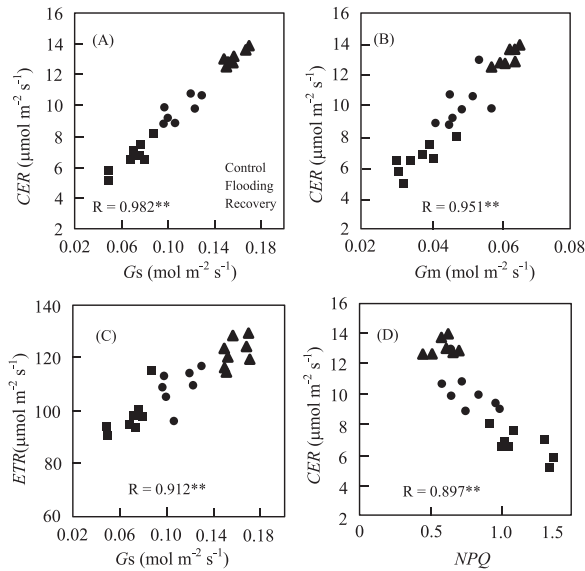 16
14
12
10
8
6
4
2
(A)
Control
Flooding
Recovery
R = 0.982**
0.02 0.06 0.10 0.14 0.18
Gs (mol m-2 s-1)
CER (μmol m-2 s-1)
16
14
12
10
8
6
4
2
(B)
R = 0.951**
0.02 0.04 0.06 0.08
Gm (mol m-2 s-1)
CER (μmol m-2 s-1)
140
120
100
80
60
(C)
R = 0.912**
0.02 0.06 0.10 0.14 0.18
Gs (mol m-2 s-1)
ETR(μmol m-2 s-1)
16
14
12
10
8
6
4
2
(D)
R = 0.897**
0 0.5 1.0 1.5
NPQ
CER (μmol m-2 s-1)